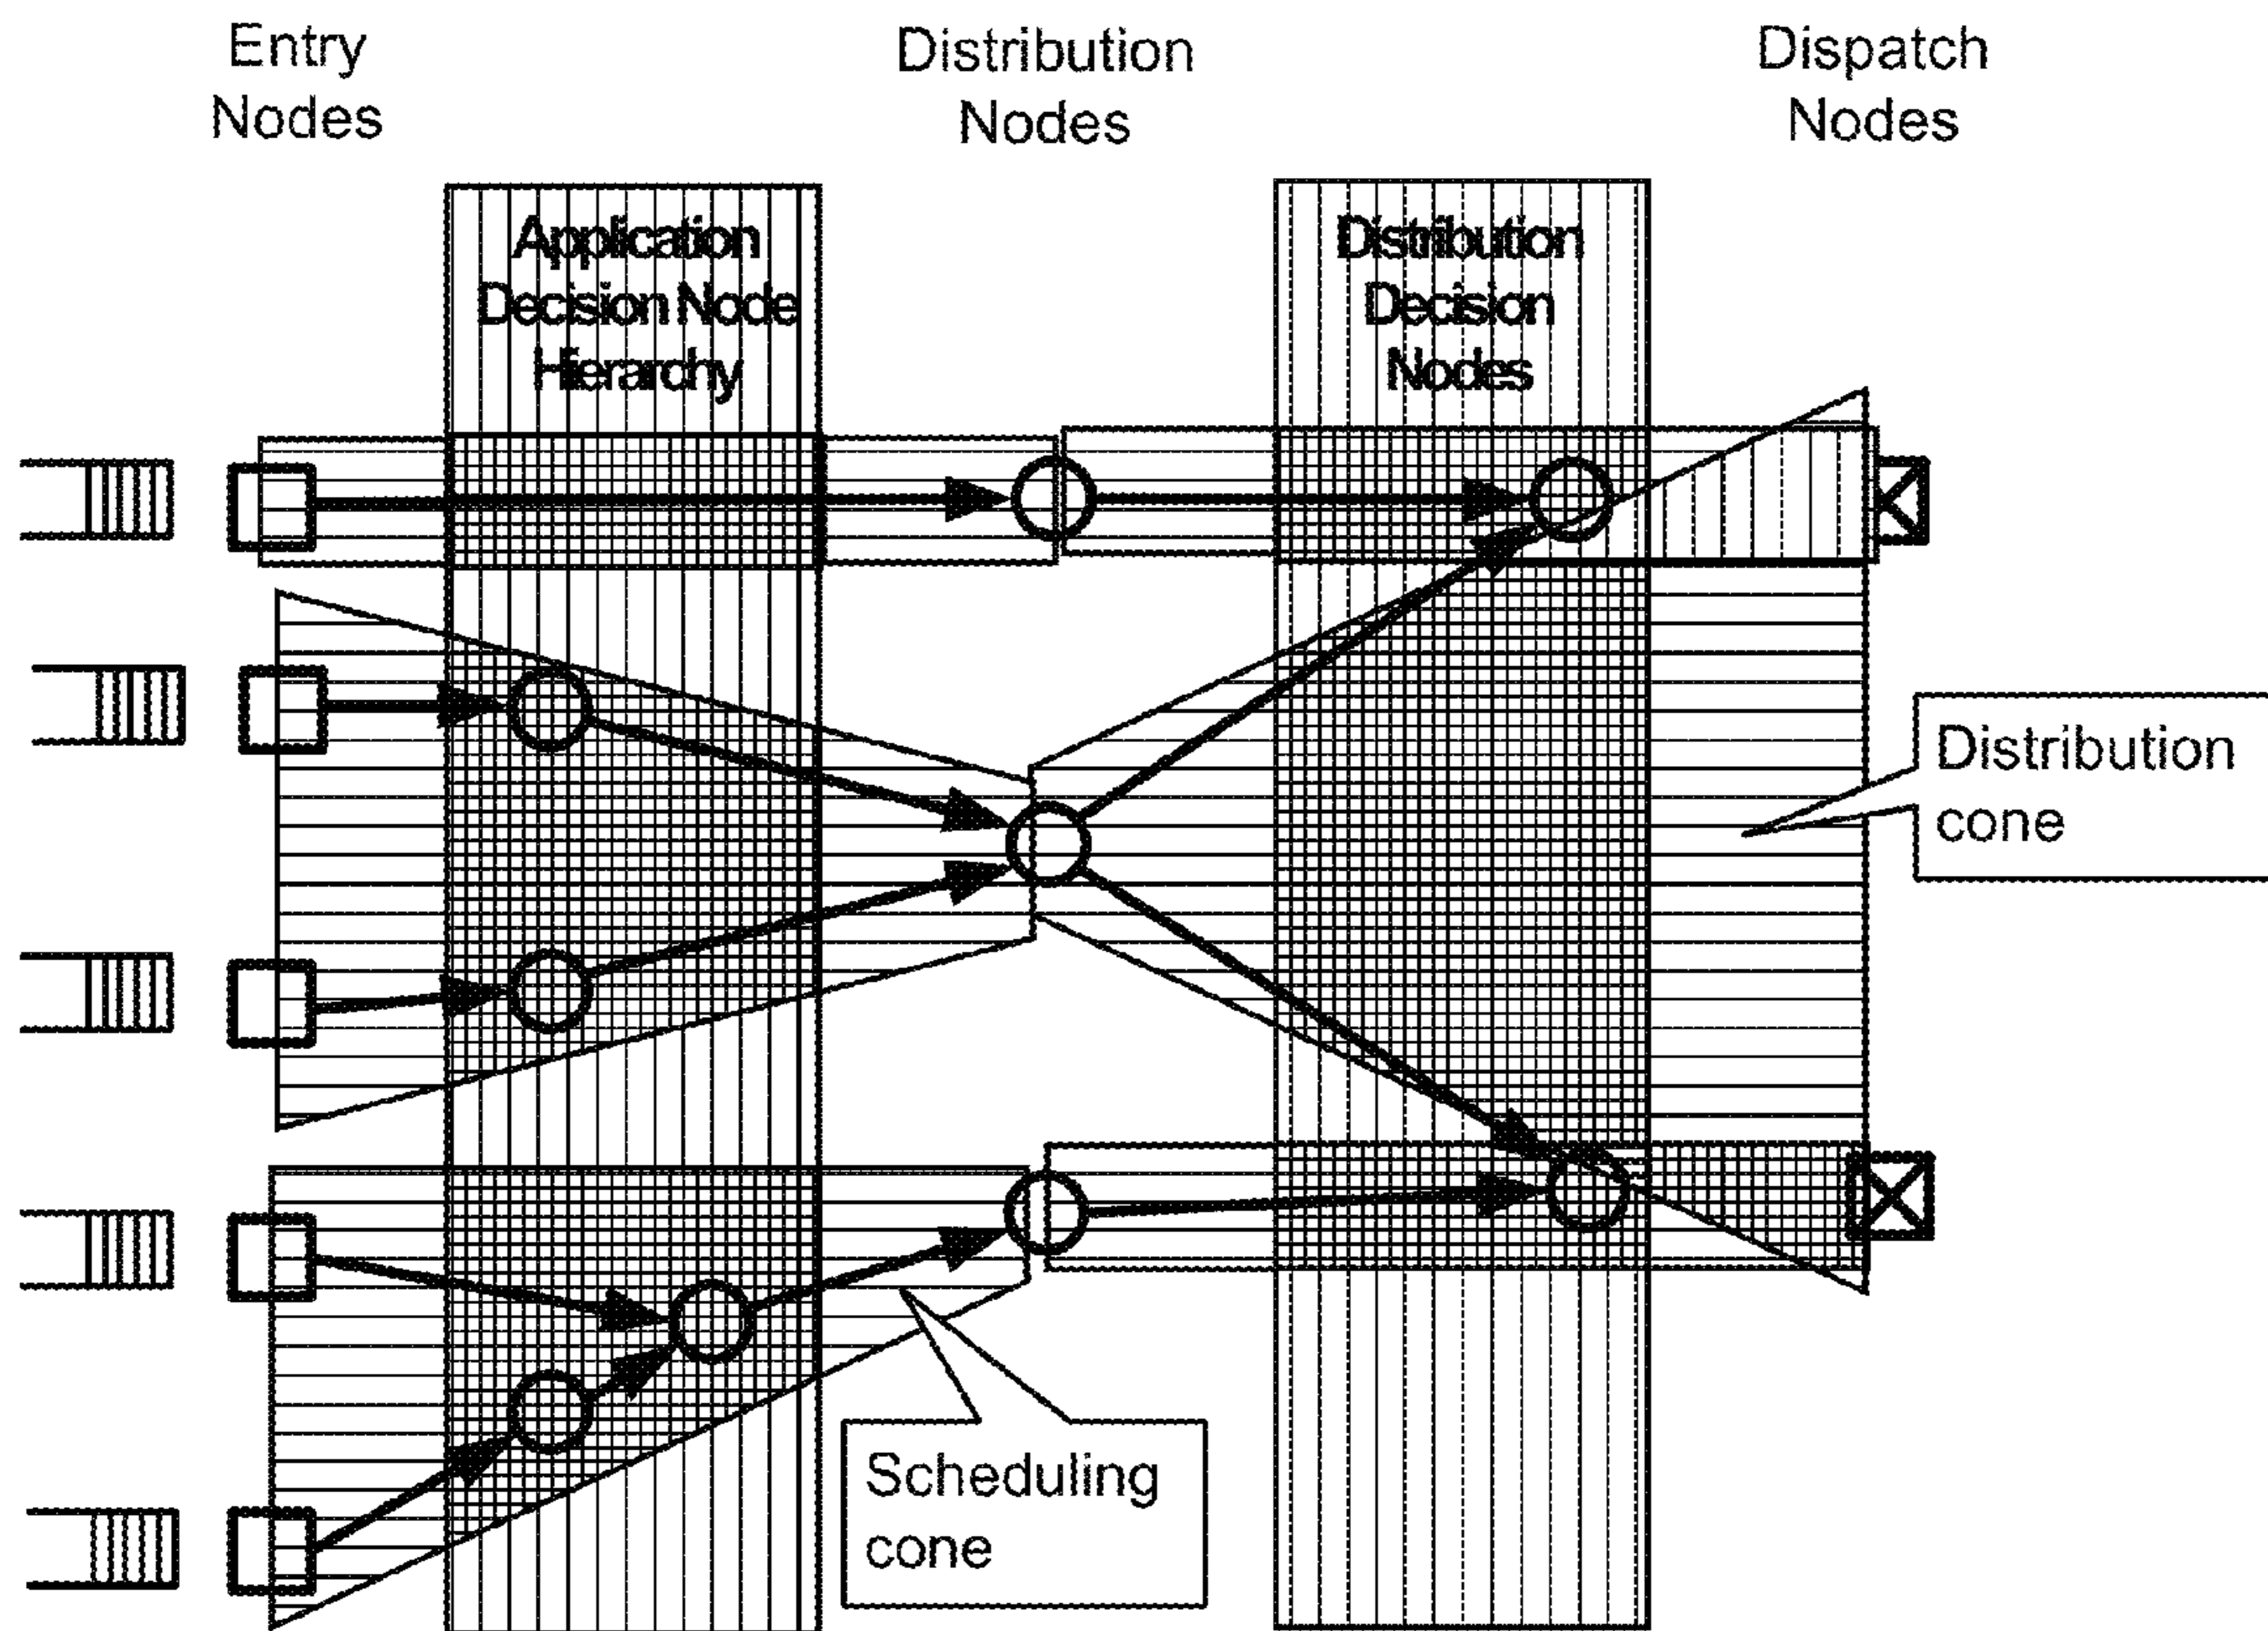 Entry
Nodes
Distribution
Nodes
Dispatch
Nodes
Application
Decision Node
Hierarchy
Distribution
Decision
Nodes
Distribution
cone
Scheduling
cone